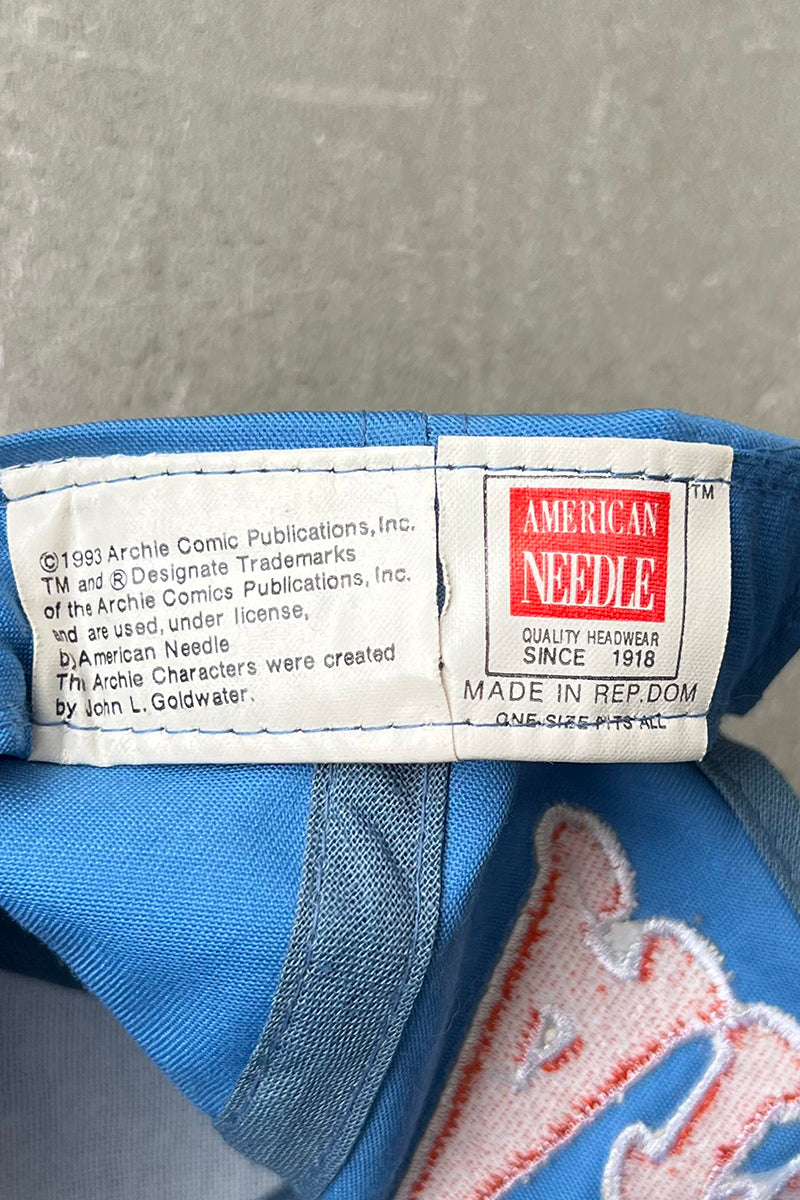 ©1993 Archie Comic Publications, Inc.
TM and ® Designate Trademarks
of the Archie Comics Publications, Inc.
and are used, under license,
by American Needle
The Archie Characters were created
by John L. Goldwater.
AMERICAN TM
NEEDLE
QUALITY HEADWEAR
SINCE 1918
MADE IN REP.DOM
ONE SIZE FITS ALL